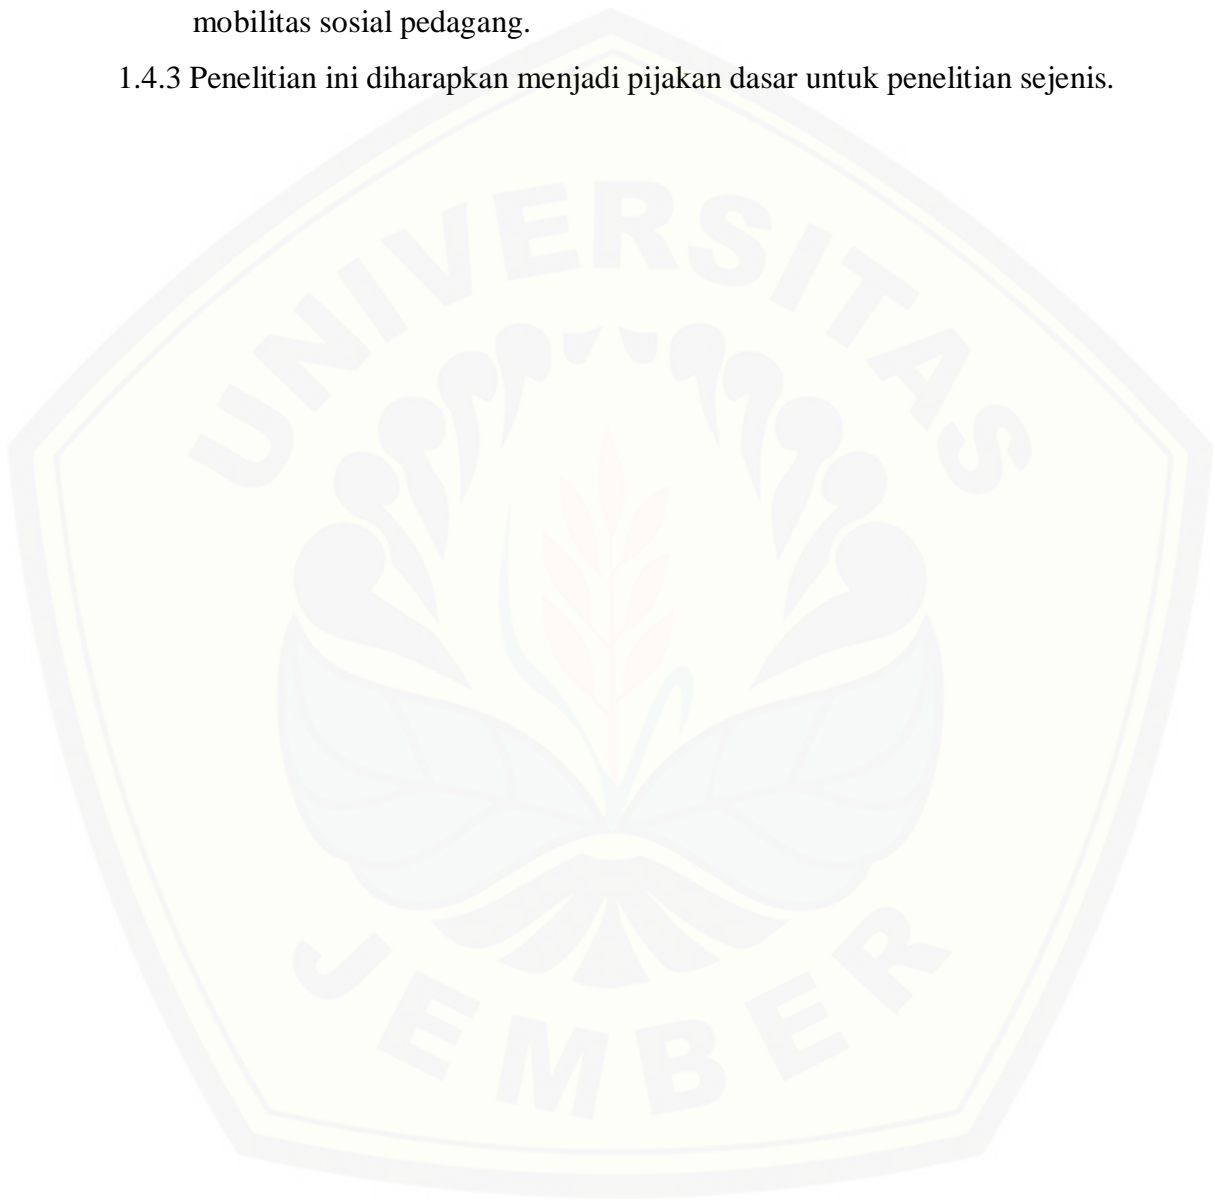 mobilitas sosial pedagang.
1.4.3 Penelitian ini diharapkan menjadi pijakan dasar untuk penelitian sejenis.
UNIVERSITAS
JEMBER